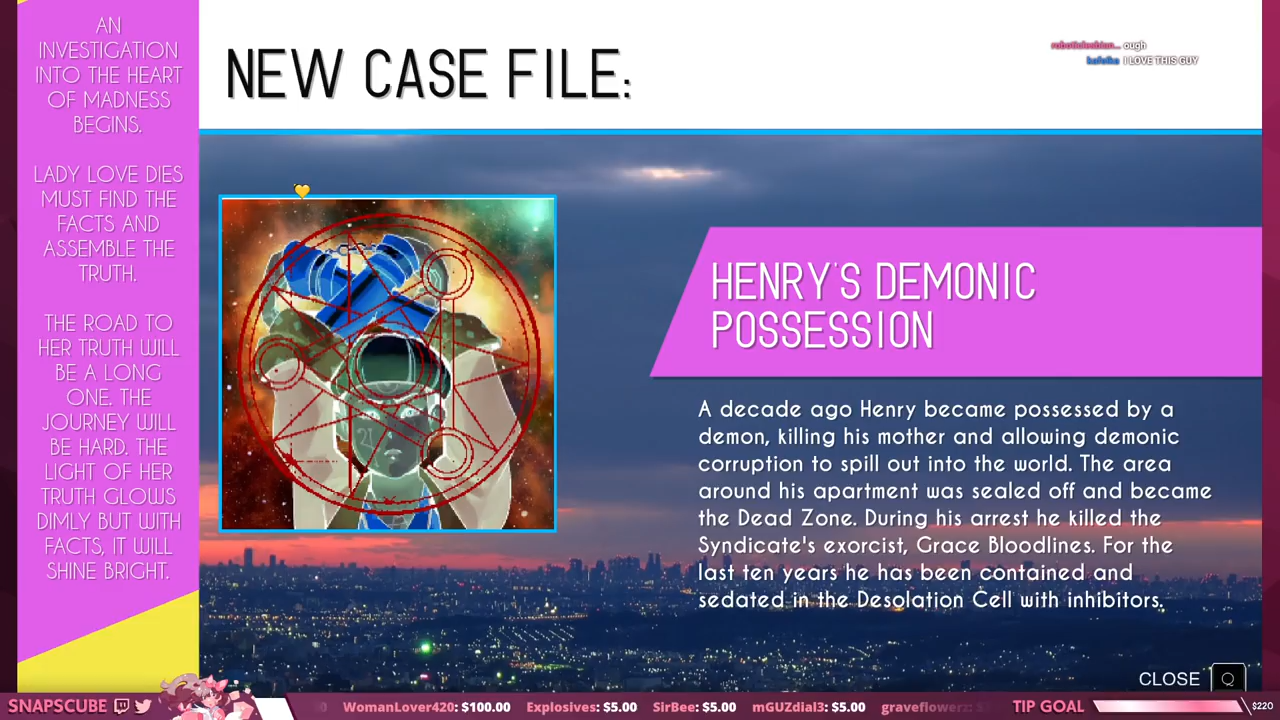 AN
INVESTIGATION
INTO THE HEART
OF MADNESS
BEGINS.
LADY LOVE DIES
MUST FIND THE
FACTS AND
ASSEMBLE THE
TRUTH.
THE ROAD TO
HER TRUTH WILL
BE A LONG
ONE. THE
JOURNEY WILL
BE HARD. THE
LIGHT OF HER
TRUTH GLOWS
DIMLY BUT WITH
FACTS, IT WILL
SHINE BRIGHT.
NEW CASE FILE:
ough
I LOVE THIS GUY
21
HENRY'S DEMONIC
POSSESSION
A decade ago Henry became possessed by a
demon, killing his mother and allowing demonic
corruption to spill out into the world. The area
around his apartment was sealed off and became
the Dead Zone. During his arrest he killed the
Syndicate's exorcist, Grace Bloodlines. For the
last ten years he has been contained and
sedated in the Desolation Cell with inhibitors.
CLOSE Q
SNAPSCUBE WomanLover420: $100.00 Explosives: $5.00 SirBee: $5.00 mGUZdial3: $5.00 TIP GOAL $220